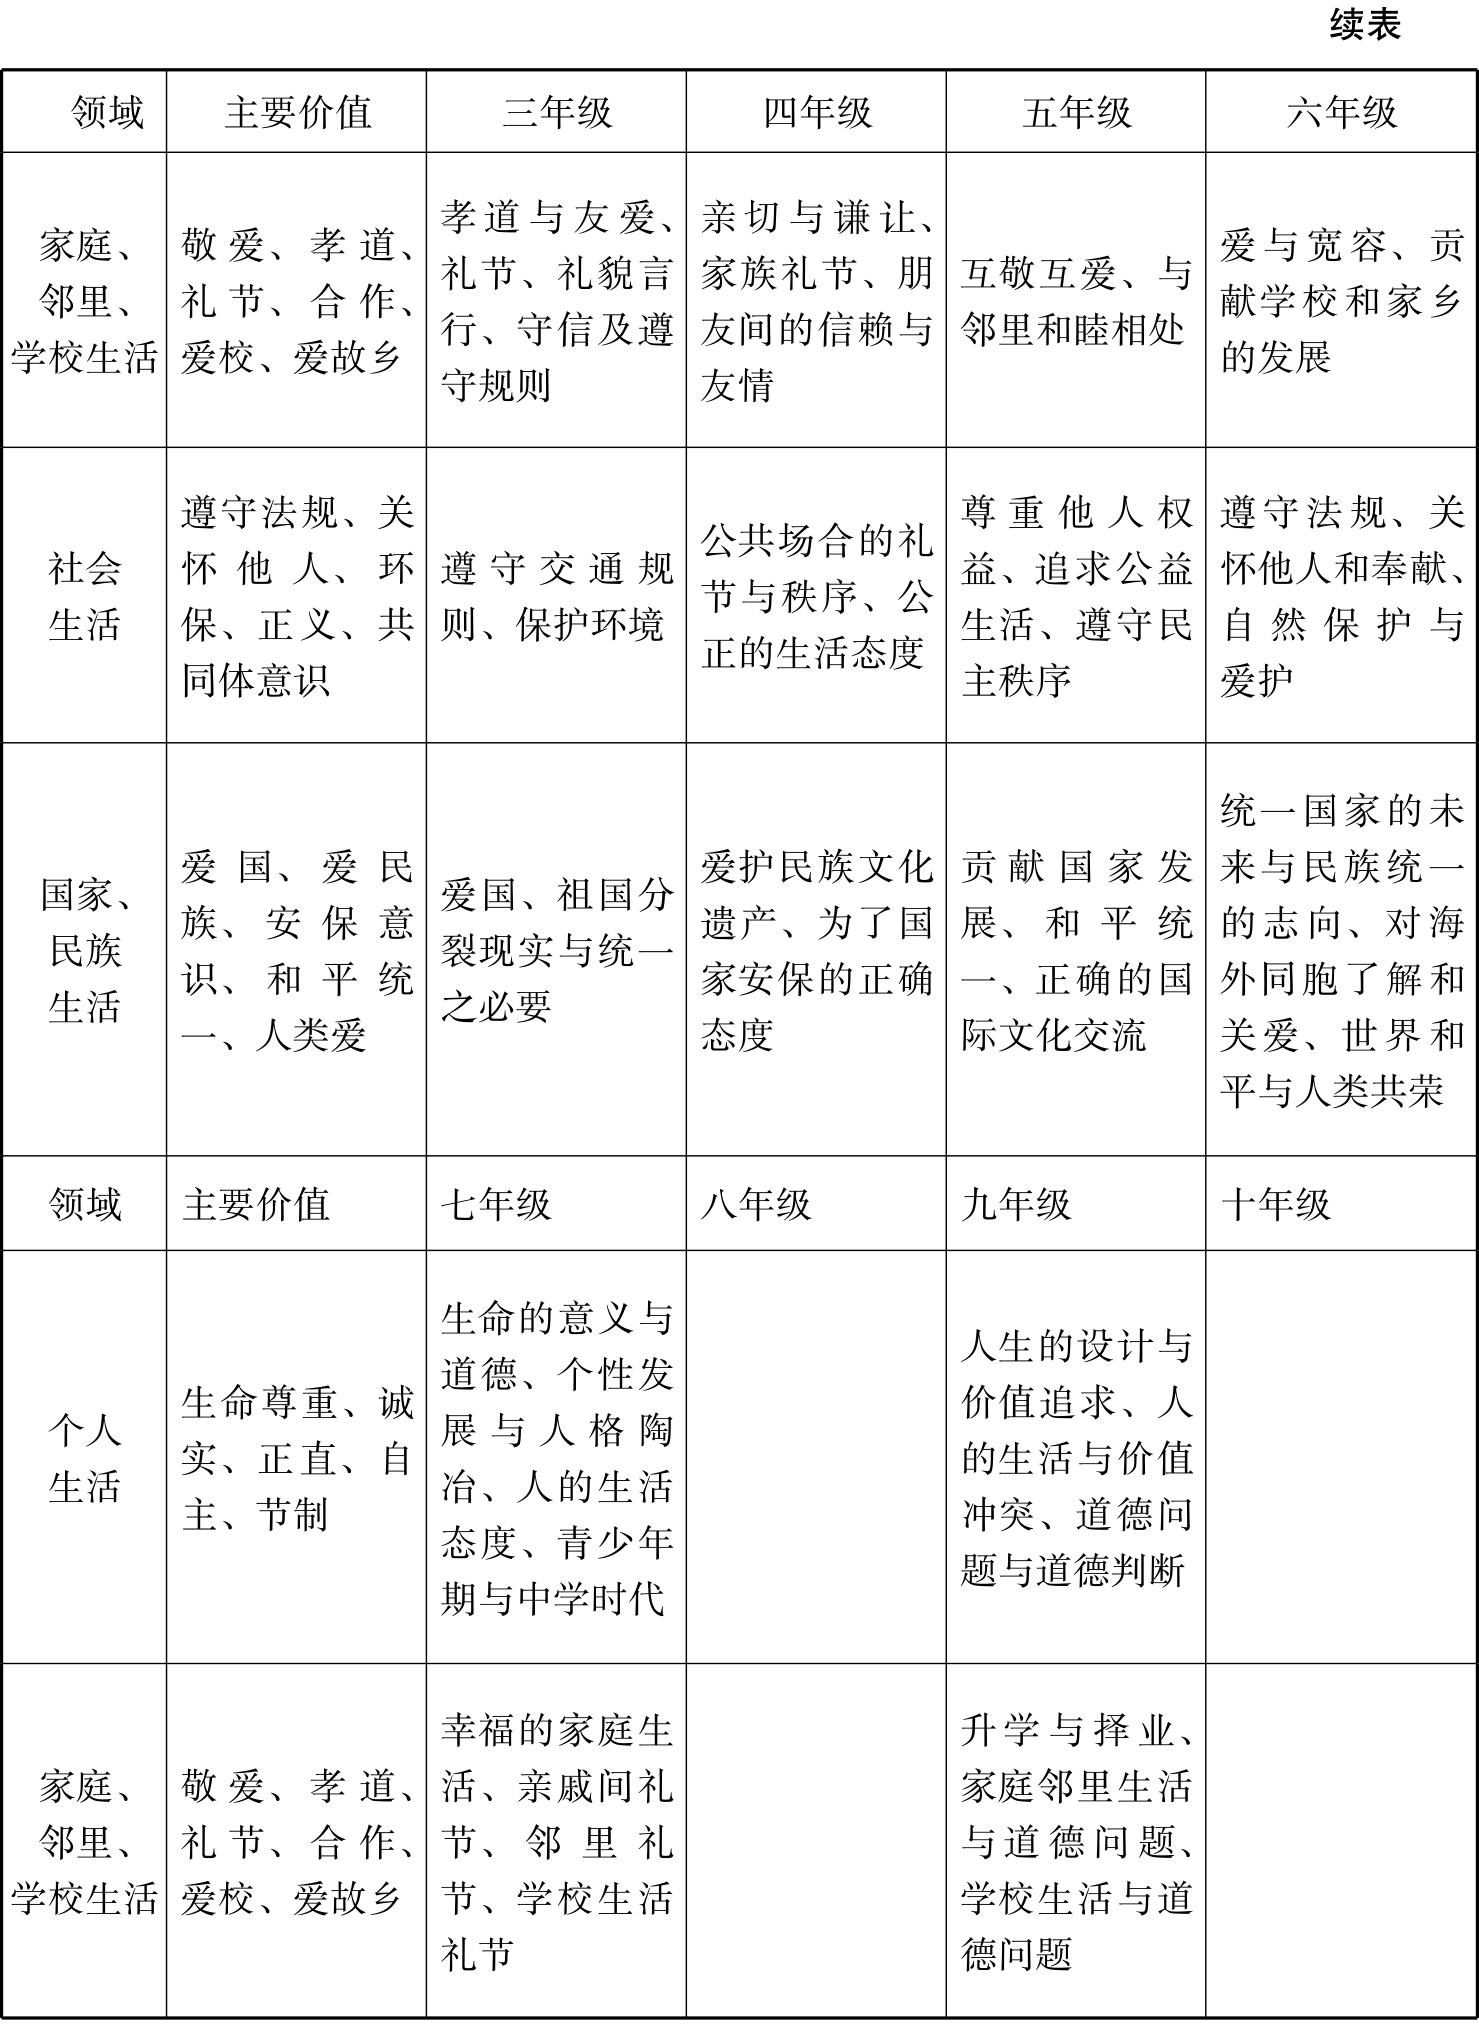 续表
领域
主要价值
三年级
四年级
五年级
六年级
家庭、
邻里、
学校生活
敬爱、孝道、
礼节、合作、
爱校、爱故乡
孝道与友爱、
礼节、礼貌言
行、守信及遵
守规则
亲切与谦让、
家族礼节、朋
友间的信赖与
友情
互敬互爱、与
邻里和睦相处
爱与宽容、贡
献学校和家乡
的发展
社会
生活
遵守法规、关
怀他人、环
保、正义、共
同体意识
遵守交通规
则、保护环境
公共场合的礼
节与秩序、公
正的生活态度
尊重他人权
益、追求公益
生活、遵守民
主秩序
遵守法规、关
怀他人和奉献、
自然保护与
爱护
国家、
民族
生活
爱国、爱民
族、安保意
识、和平统
一、人类爱
爱国、祖国分
裂现实与统一
之必要
爱护民族文化
遗产、为了国
家安保的正确
态度
贡献国家发
展、和平统
一、正确的国
际文化交流
统一国家的未
来与民族统一
的志向、对海
外同胞了解和
关爱、世界和
平与人类共荣
领域
主要价值
七年级
八年级
九年级
十年级
个人
生活
生命尊重、诚
实、正直、自
主、节制
生命的意义与
道德、个性发
展与人格陶
冶、人的生活
态度、青少年
期与中学时代
人生的设计与
价值追求、人
的生活与价值
冲突、道德问
题与道德判断
家庭、
邻里、
学校生活
敬爱、孝道、
礼节、合作、
爱校、爱故乡
幸福的家庭生
活、亲戚间礼
节、邻里礼
节、学校生活
礼节
升学与择业、
家庭邻里生活
与道德问题、
学校生活与道
德问题